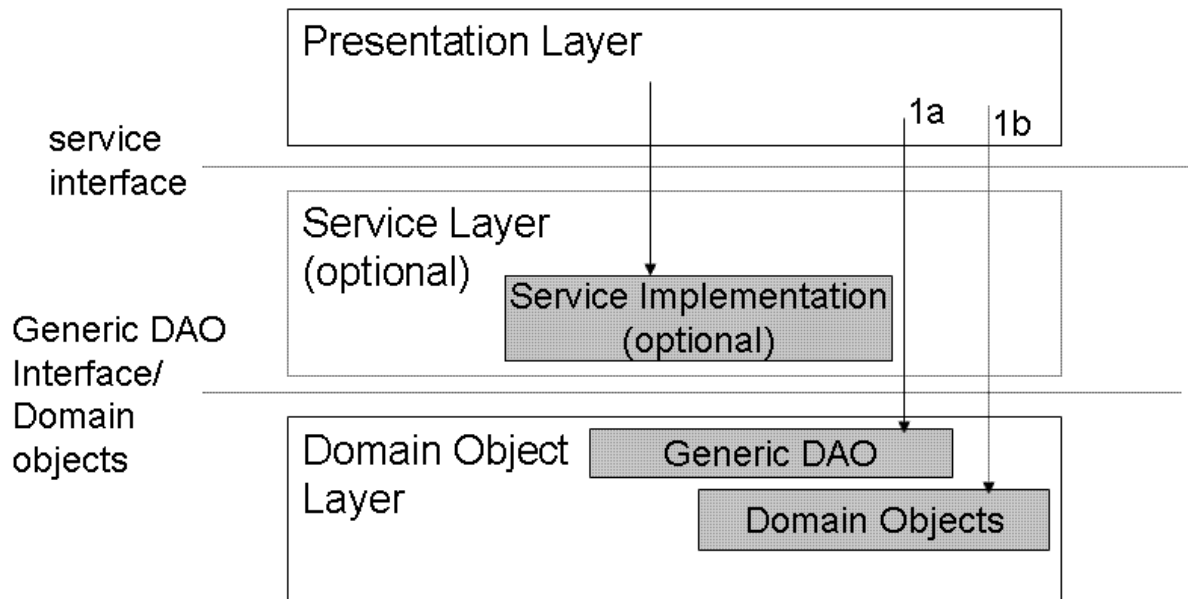 Presentation Layer
1a
1b
service
interface
Service Layer
(optional)
Service Implementation
(optional)
Generic DAO
Interface/
Domain
objects
Domain Object
Layer
Generic DAO
Domain Objects